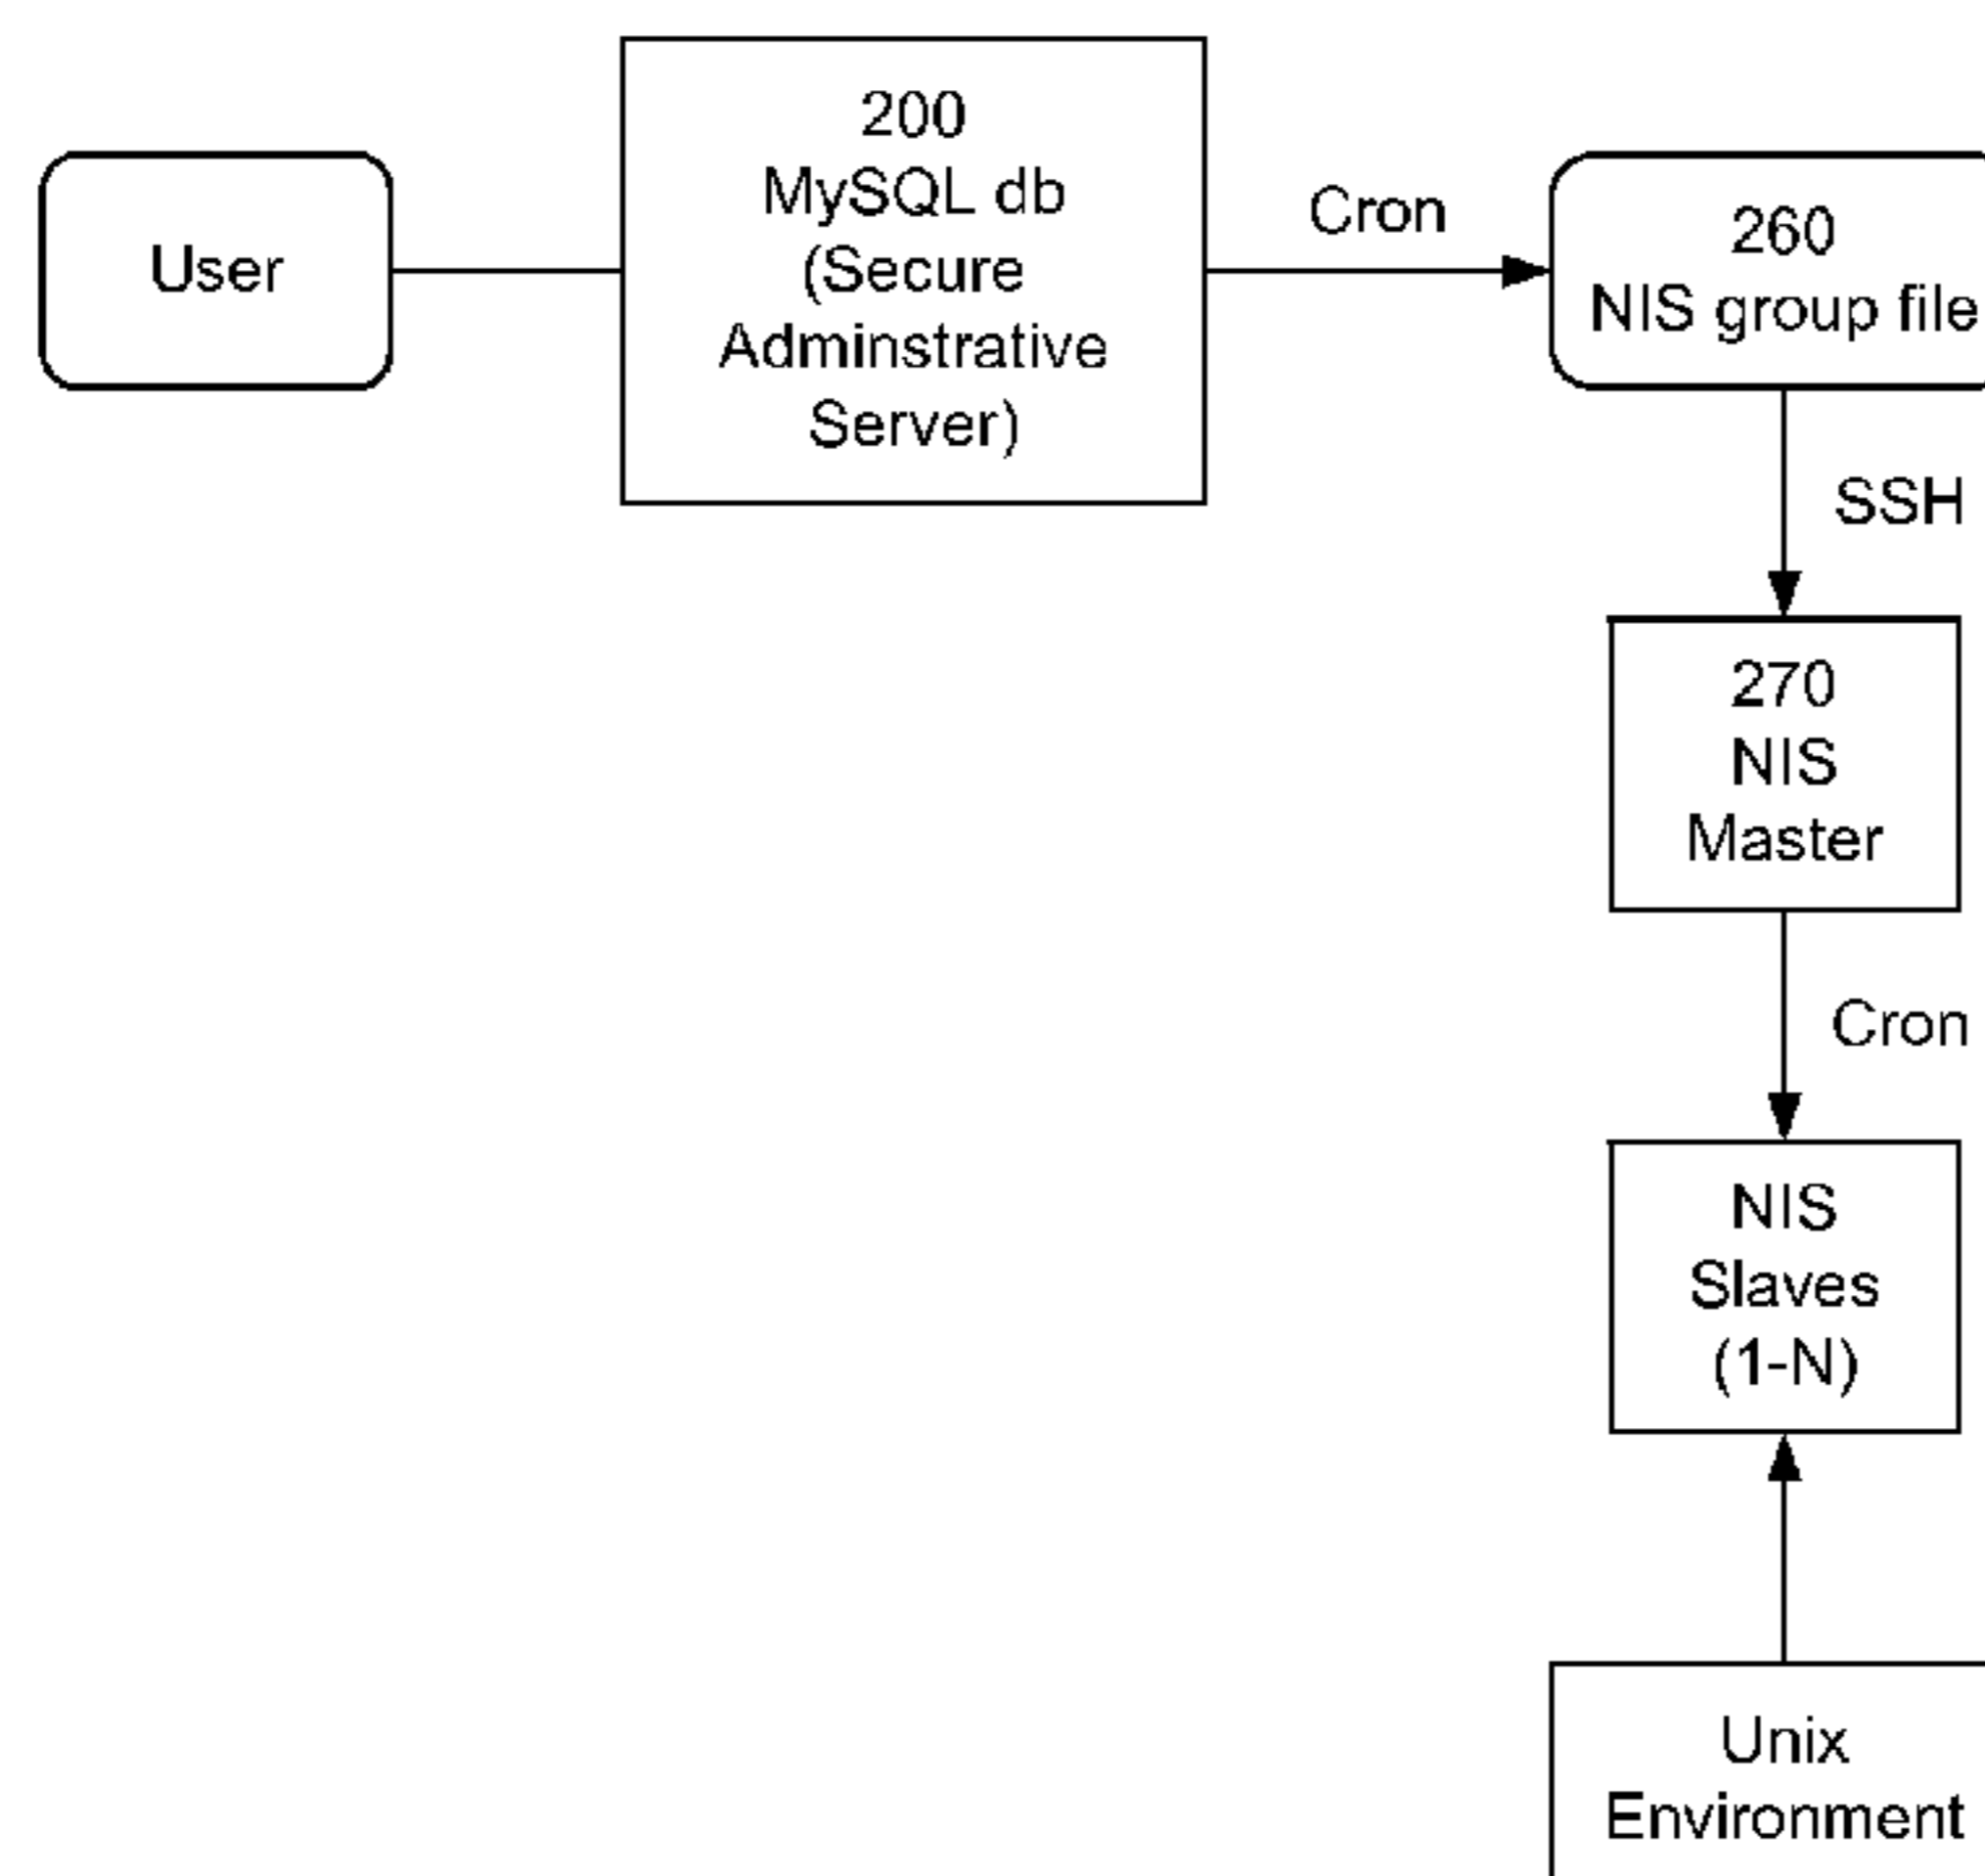 200
MySQL db
(Secure
Adminstrative
Server)
User
Cron
260
NIS group file
SSH
270
NIS
Master
Cron
NIS
Slaves
(1-N)
Unix
Environment